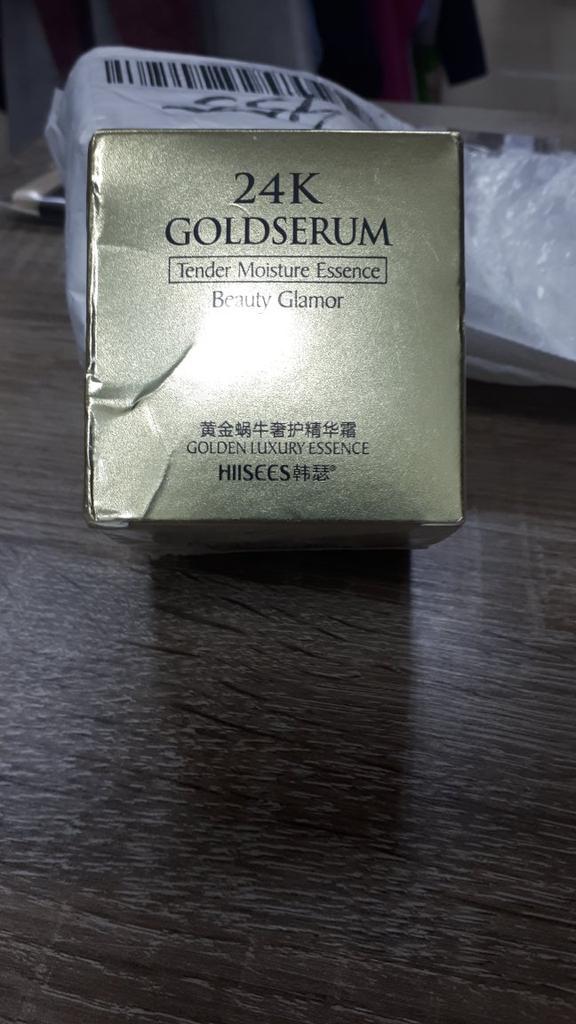 24K
GOLDSERUM
Tender Moisture Essence
Beauty Glamor
黄金蜗牛奢护精华霜
GOLDEN LUXURY ESSENCE
HIISEES韩瑟®